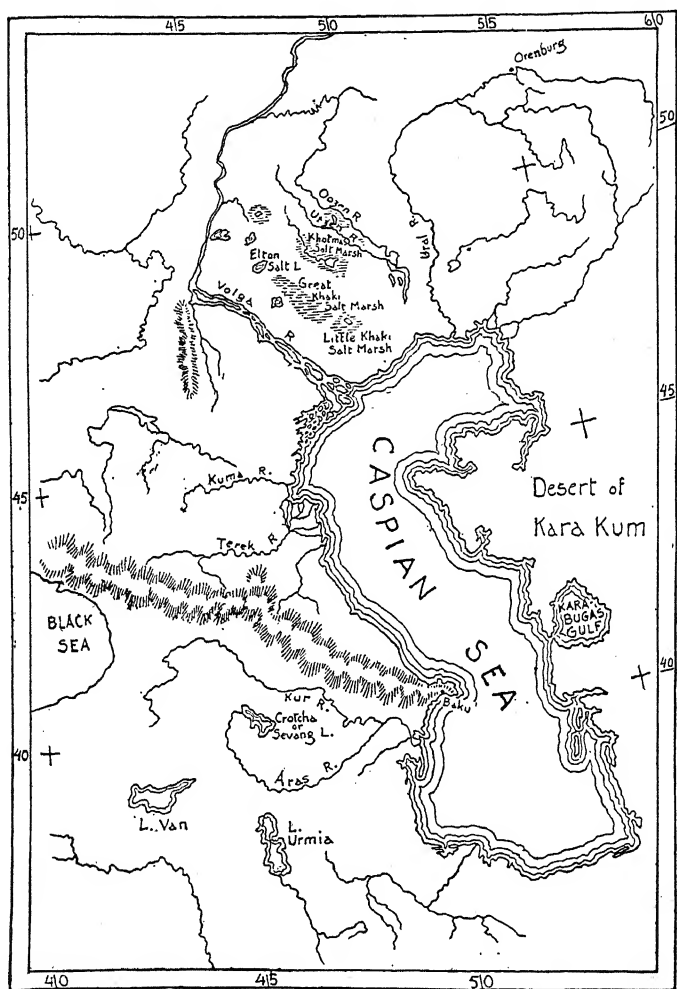 45
50
55
60
Orenburg
50
50
Oozen R
Ural R
Khotmas
Salt Marsh
Elton
Salt L
Great
Khaki
Salt Marsh
Volga
R
Little Khaki
Salt Marsh
45
Kuma R.
45
Terek R
CASPIAN SEA
Desert of
Kara Kum
KARA-
BUGAS
GULF
BLACK
SEA
40
Kur R.
Baku
Crotcha
or
Sevang L.
40
Aras R.
L. Van
L.
Urmia
40
45
50